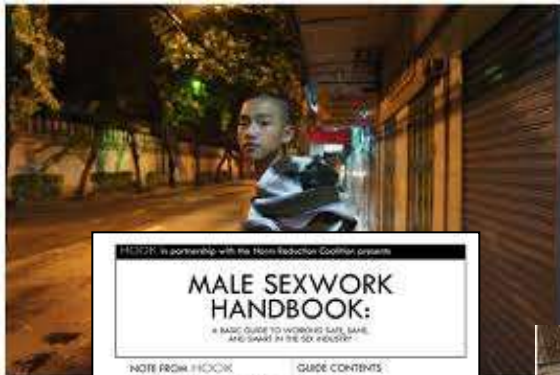 HOOK in partnership with the Harm Reduction Coalition presents
MALE SEXWORK
HANDBOOK:
A BASIC GUIDE TO WORKING SAFE, SANE,
AND SMART IN THE SEX INDUSTRY
NOTE FROM HOOK
GUIDE CONTENTS